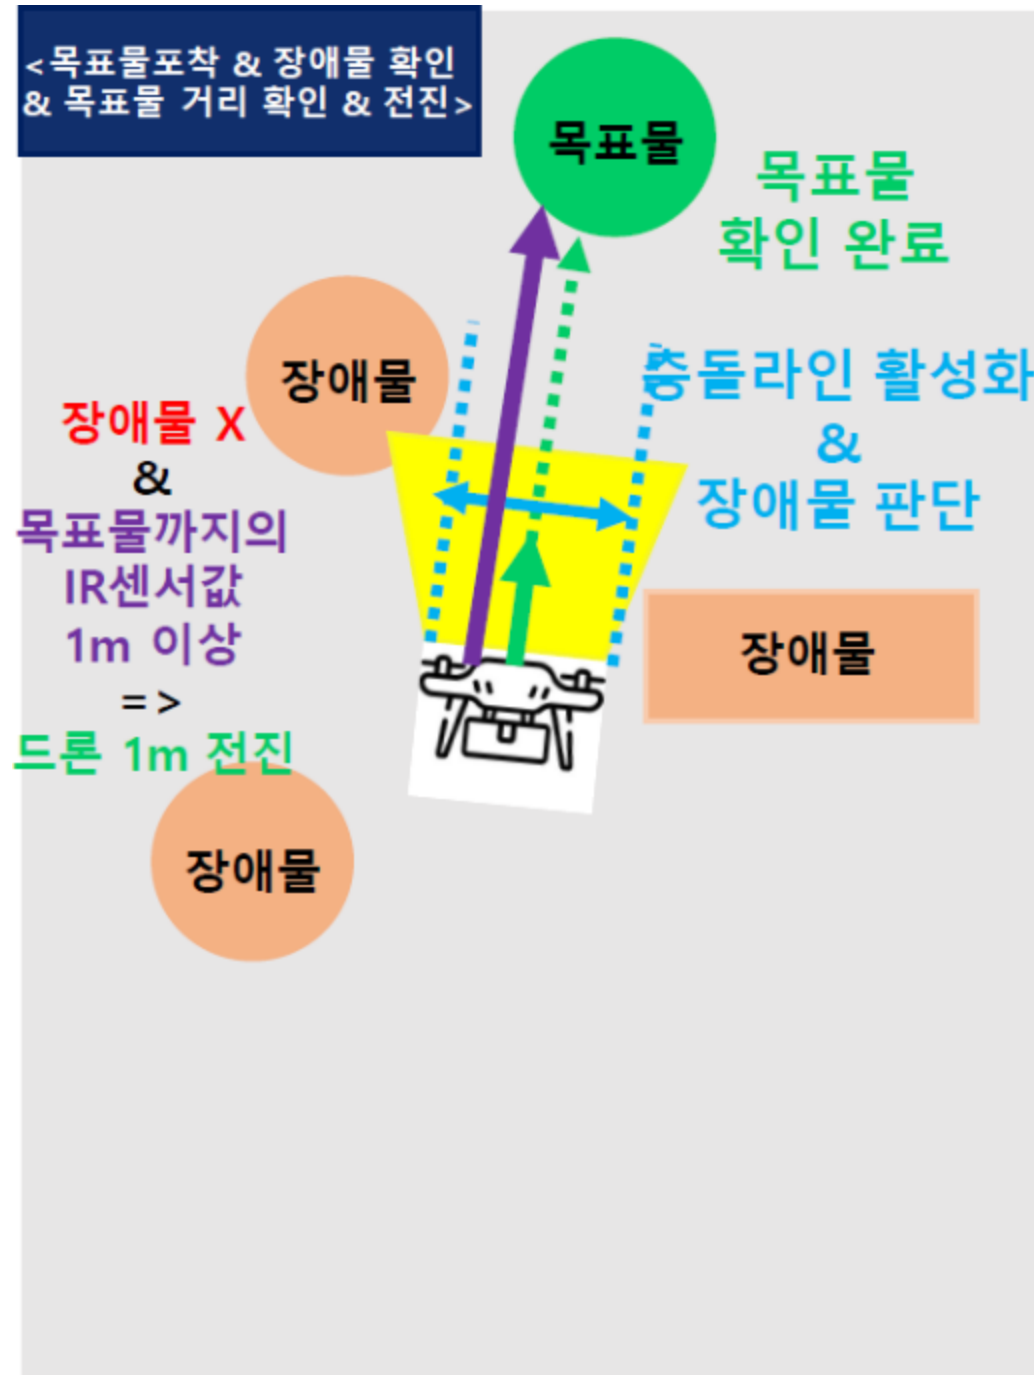 <목표물포착 & 장애물 확인
& 목표물 거리 확인 & 전진>
목표물
목표물
확인 완료
장애물
충돌라인 활성화
&
장애물 판단
장애물 X
&
목표물까지의
IR센서값
1m 이상
=>
드론 1m 전진
장애물
장애물